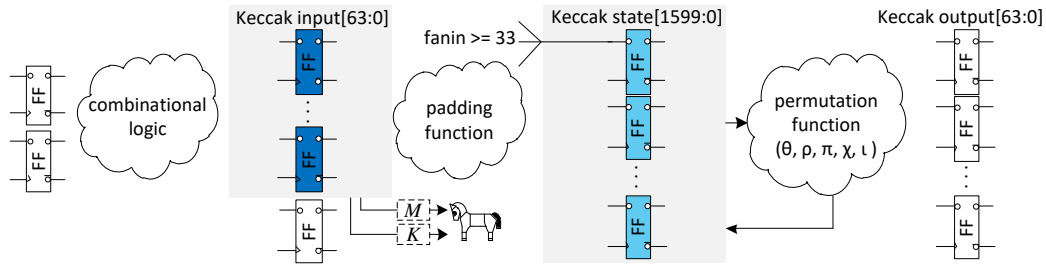 Keccak input[63:0]
Keccak state[1599:0]
Keccak output[63:0]
fanin >= 33
FF
FF
FF
FF
FF
FF
FF
FF
FF
FF
FF
combinational
logic
padding
function
permutation
function
(θ, ρ, π, χ, ι )
M
K